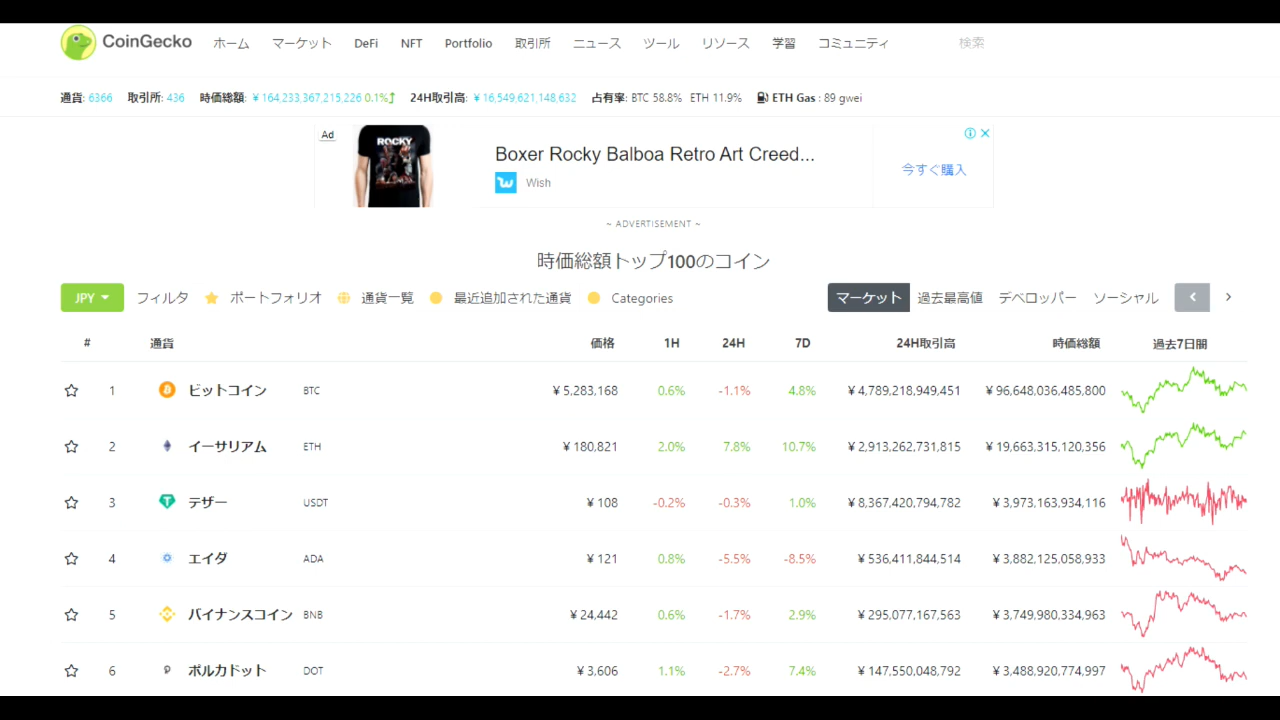 CoinGecko ホーム マーケット DeFi NFT Portfolio 取引所 ニュース ツール リソース 学習 コミュニティ 検索
通貨: 6366 取引所: 436 時価総額: ¥164,233,367,215,226 0.1% 24H取引高: ¥16,549,621,148,632 占有率: BTC 58.8% ETH 11.9% ETH Gas : 89 gwei
Ad
ROCKY
Boxer Rocky Balboa Retro Art Creed...
Wish
今すぐ購入
~ ADVERTISEMENT ~
時価総額トップ100のコイン
JPY フィルタ ポートフォリオ 通貨一覧 最近追加された通貨 Categories マーケット 過去最高値 デベロッパー ソーシャル
# 通貨 価格 1H 24H 7D 24H取引高 時価総額 過去7日間
1 ビットコイン BTC ¥5,283,168 0.6% -1.1% 4.8% ¥4,789,218,949,451 ¥96,648,036,485,800
2 イーサリアム ETH ¥180,821 2.0% 7.8% 10.7% ¥2,913,262,731,815 ¥19,663,315,120,356
3 テザー USDT ¥108 -0.2% -0.3% 1.0% ¥8,367,420,794,782 ¥3,973,163,934,116
4 エイダ ADA ¥121 0.8% -5.5% -8.5% ¥536,411,844,514 ¥3,882,125,058,933
5 バイナンスコイン BNB ¥24,442 0.6% -1.7% 2.9% ¥295,077,167,563 ¥3,749,980,334,963
6 ポルカドット DOT ¥3,606 1.1% -2.7% 7.4% ¥147,550,048,792 ¥3,488,920,774,997